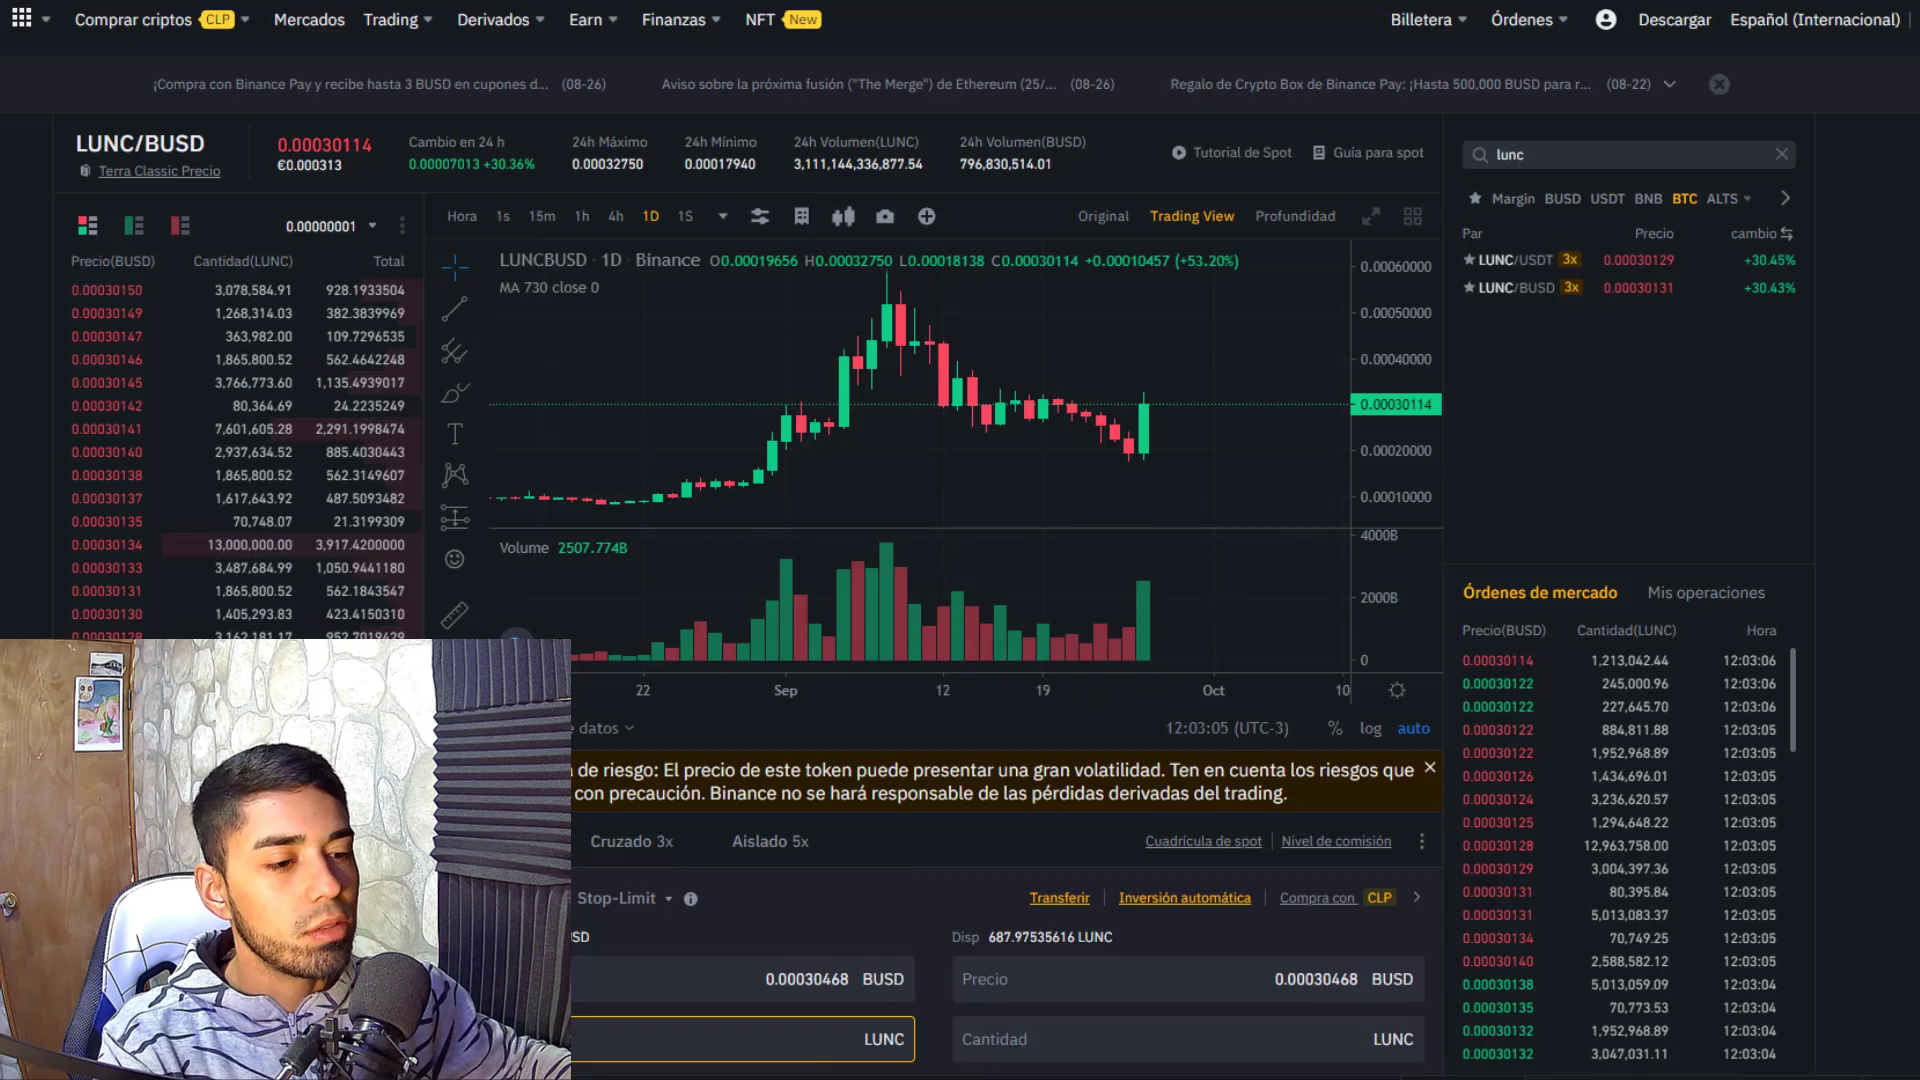 Comprar criptos CLP Mercados Trading Derivados Earn Finanzas NFT New Billetera Órdenes Descargar Español (Internacional)
¡Compra con Binance Pay y recibe hasta 3 BUSD en cupones d... (08-26) Aviso sobre la próxima fusión ("The Merge") de Ethereum (25/... (08-26) Regalo de Crypto Box de Binance Pay: ¡Hasta 500,000 BUSD para r... (08-22)
LUNC/BUSD
Terra Classic Precio
0.00030114
€0.000313
Cambio en 24 h
0.00007013 +30.36%
24h Máximo
0.00032750
24h Mínimo
0.00017940
24h Volumen(LUNC)
3,111,144,336,877.54
24h Volumen(BUSD)
796,830,514.01
Tutorial de Spot
Guía para spot
0.00000001
Precio(BUSD) Cantidad(LUNC) Total
0.00030150 3,078,584.91 928.1933504
0.00030149 1,268,314.03 382.3839969
0.00030147 363,982.00 109.7296535
0.00030146 1,865,800.52 562.4642248
0.00030145 3,766,773.60 1,135.4939017
0.00030142 80,364.69 24.2235249
0.00030141 7,601,605.28 2,291.1998474
0.00030140 2,937,634.52 885.4030443
0.00030138 1,865,800.52 562.3149607
0.00030137 1,617,643.92 487.5093482
0.00030135 70,748.07 21.3199309
0.00030134 13,000,000.00 3,917.4200000
0.00030133 3,487,684.99 1,050.9441180
0.00030131 1,865,800.52 562.1843547
0.00030130 1,405,293.83 423.4150310
0.00030128 3,162,181.17 952.7019429
Hora 1s 15m 1h 4h 1D 1S Original Trading View Profundidad
LUNCBUSD · 1D · Binance O0.00019656 H0.00032750 L0.00018138 C0.00030114 +0.00010457 (+53.20%)
MA 730 close 0
0.00060000
0.00050000
0.00040000
0.00030114
0.00020000
0.00010000
Volume 2507.774B
4000B
2000B
0
22 Sep 12 19 Oct 10
datos 12:03:05 (UTC-3) % log auto
de riesgo: El precio de este token puede presentar una gran volatilidad. Ten en cuenta los riesgos que
con precaución. Binance no se hará responsable de las pérdidas derivadas del trading.
Cruzado 3x Aislado 5x Cuadrícula de spot Nivel de comisión
Stop-Limit Transferir Inversión automática Compra con CLP
SD
Disp 687.97535616 LUNC
0.00030468 BUSD
Precio 0.00030468 BUSD
LUNC
Cantidad LUNC
lunc
Margin BUSD USDT BNB BTC ALTS
Par Precio cambio
LUNC/USDT 3x 0.00030129 +30.45%
LUNC/BUSD 3x 0.00030131 +30.43%
Órdenes de mercado Mis operaciones
Precio(BUSD) Cantidad(LUNC) Hora
0.00030114 1,213,042.44 12:03:06
0.00030122 245,000.96 12:03:06
0.00030122 227,645.70 12:03:06
0.00030122 884,811.88 12:03:05
0.00030122 1,952,968.89 12:03:05
0.00030126 1,434,696.01 12:03:05
0.00030124 3,236,620.57 12:03:05
0.00030125 1,294,648.22 12:03:05
0.00030128 12,963,758.00 12:03:05
0.00030129 3,004,397.36 12:03:05
0.00030131 80,395.84 12:03:05
0.00030131 5,013,083.37 12:03:05
0.00030134 70,749.25 12:03:05
0.00030140 2,588,582.12 12:03:05
0.00030138 5,013,059.09 12:03:04
0.00030135 70,773.53 12:03:04
0.00030132 1,952,968.89 12:03:04
0.00030132 3,047,031.11 12:03:04